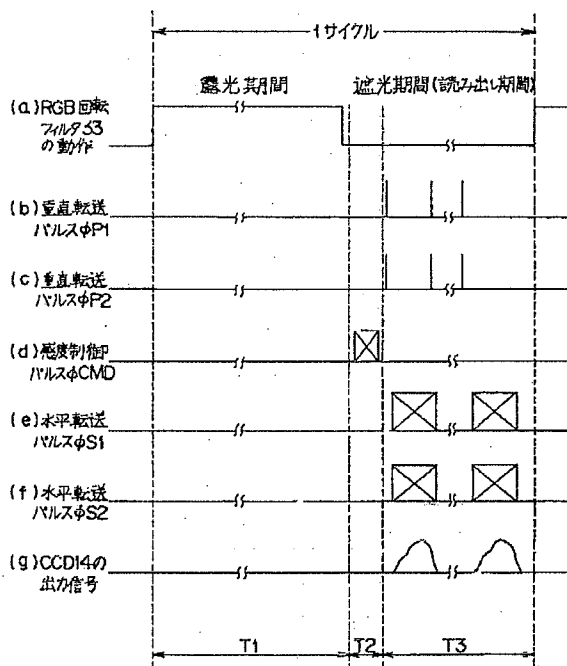 1サイクル
露光期間
遮光期間(読み出し期間)
(a)RGB回転
フィルタ33
の動作
(b)垂直転送
パルスφP1
(c)垂直転送
パルスφP2
(d)感度制御
パルスφCMD
(e)水平転送
パルスφS1
(f)水平転送
パルスφS2
(g)CCD14の
出力信号
T1
T2
T3